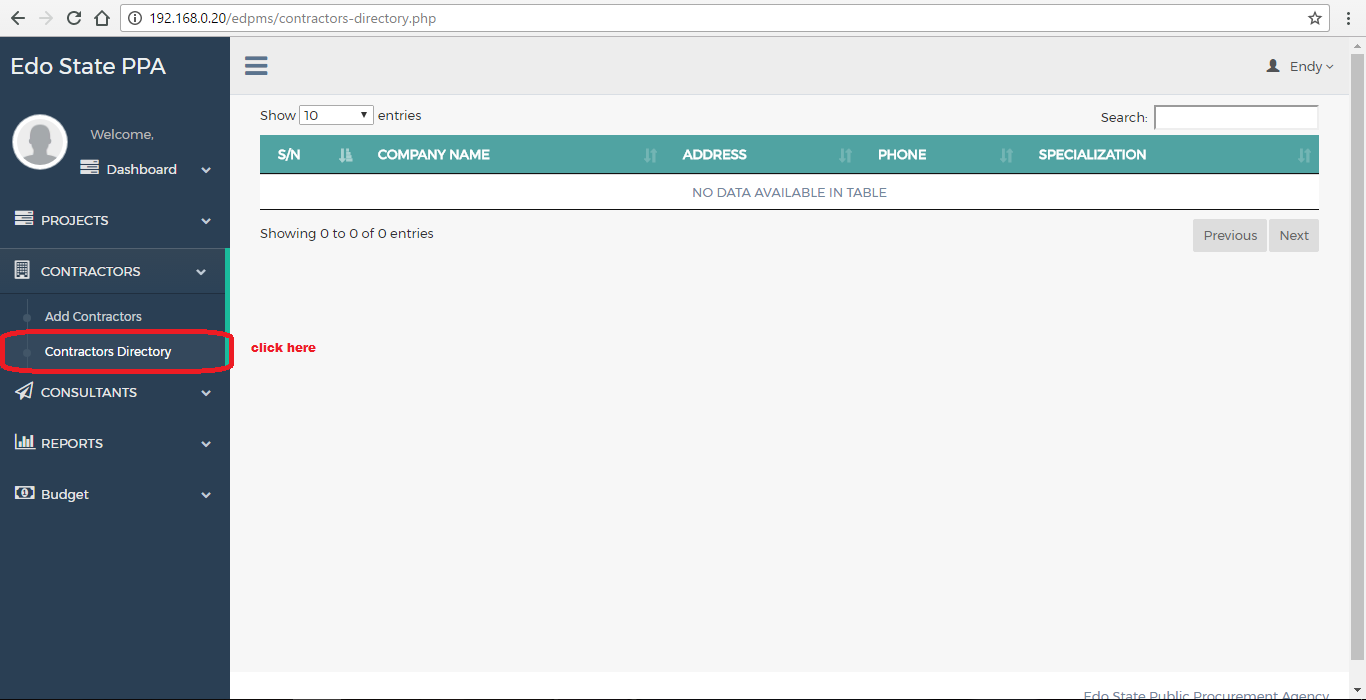 192.168.0.20/edpms/contractors-directory.php
Edo State PPA
Endy
Welcome,
Dashboard
PROJECTS
CONTRACTORS
Add Contractors
Contractors Directory
click here
CONSULTANTS
REPORTS
Budget
Show 10 entries
Search:
S/N COMPANY NAME ADDRESS PHONE SPECIALIZATION
NO DATA AVAILABLE IN TABLE
Showing 0 to 0 of 0 entries
Previous Next
Edo State Public Procurement Agency